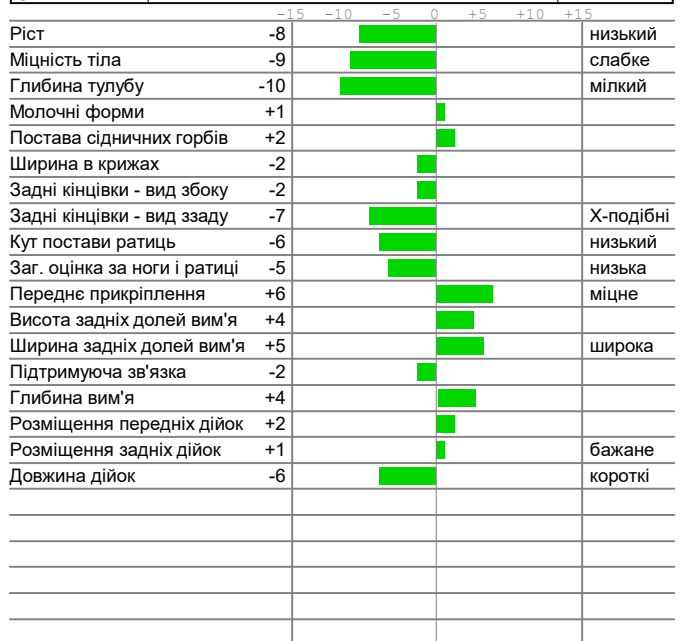 -15 -10 -5 0 +5 +10 +15
Ріст -8 низький
Міцність тіла -9 слабке
Глибина тулубу -10 мілкий
Молочні форми +1
Постава сідничних горбів +2
Ширина в крижах -2
Задні кінцівки - вид збоку -2
Задні кінцівки - вид ззаду -7 Х-подібні
Кут постави ратиць -6 низький
Заг. оцінка за ноги і ратиці -5 низька
Переднє прикріплення +6 міцне
Висота задніх долей вим'я +4
Ширина задніх долей вим'я +5 широка
Підтримуюча зв'язка -2
Глибина вим'я +4
Розміщення передніх дійок +2
Розміщення задніх дійок +1 бажане
Довжина дійок -6 короткі